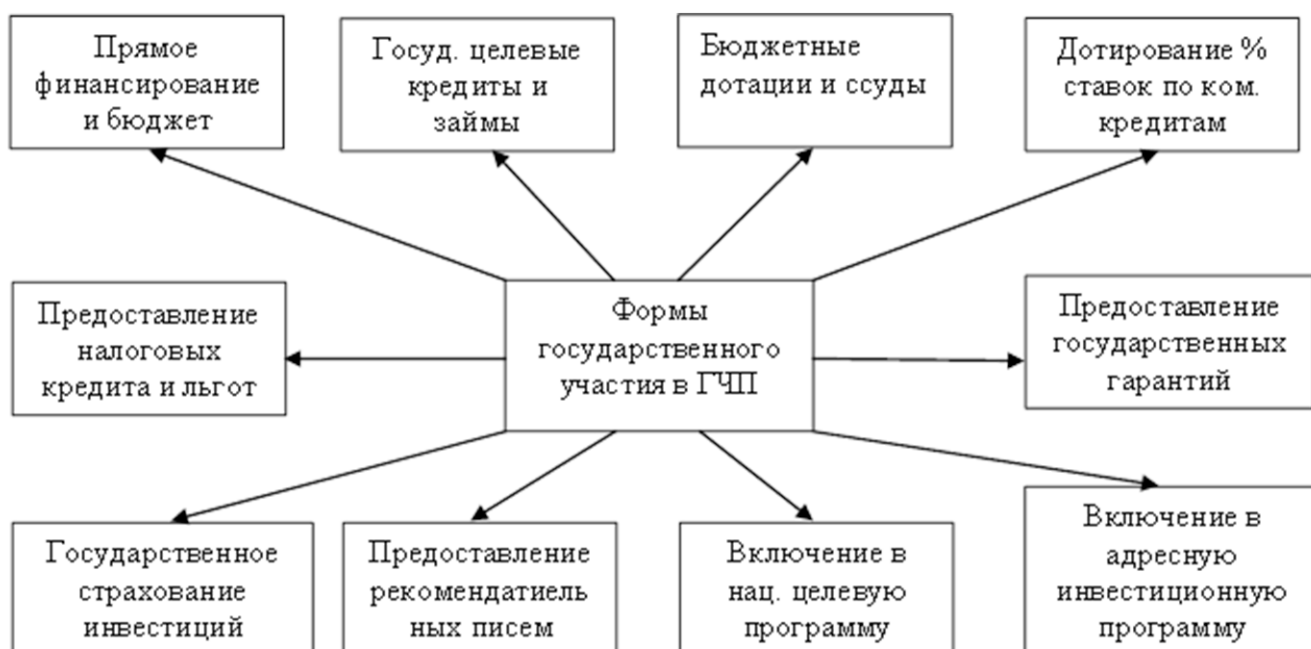 Прямое
финансирование
и бюджет
Госуд. целевые
кредиты и
займы
Бюджетные
дотации и ссуды
Дотирование %
ставок по ком.
кредитам
Предоставление
налоговых
кредита и льгот
Формы
государственного
участия в ГЧП
Предоставление
государственных
гарантий
Государственное
страхование
инвестиций
Предоставление
рекомендатиель
ных писем
Включение в
нац. целевую
программу
Включение в
адресную
инвестиционную
программу